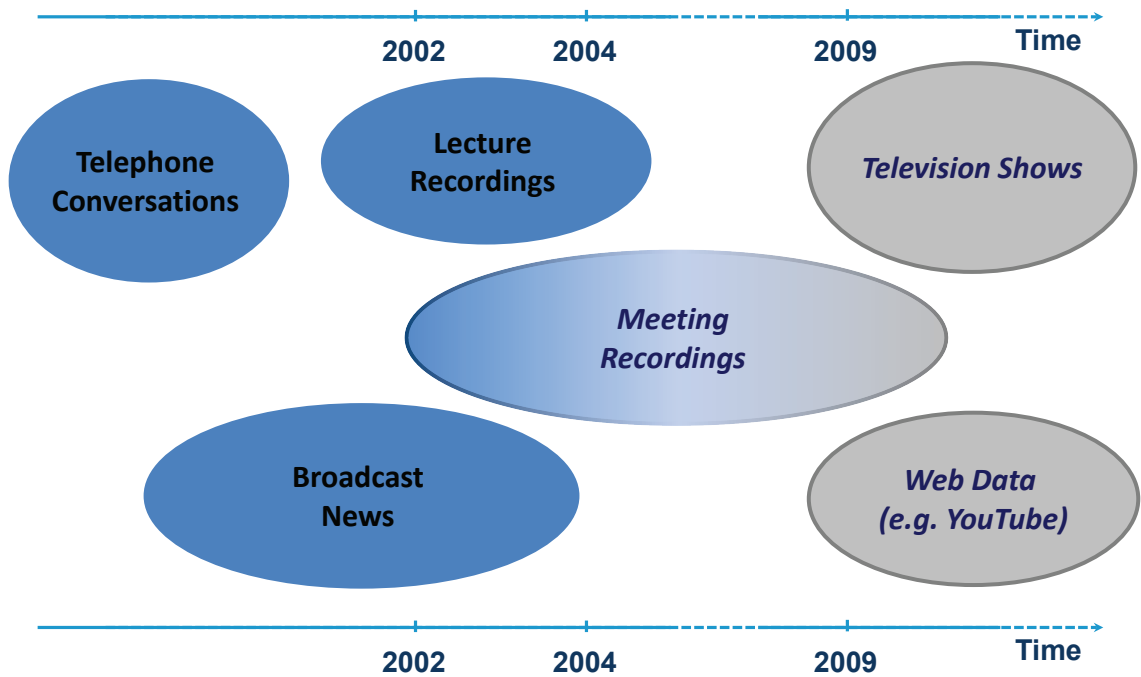 2002 2004 2009 Time
Telephone
Conversations
Lecture
Recordings
Television Shows
Meeting
Recordings
Broadcast
News
Web Data
(e.g. YouTube)
2002 2004 2009 Time